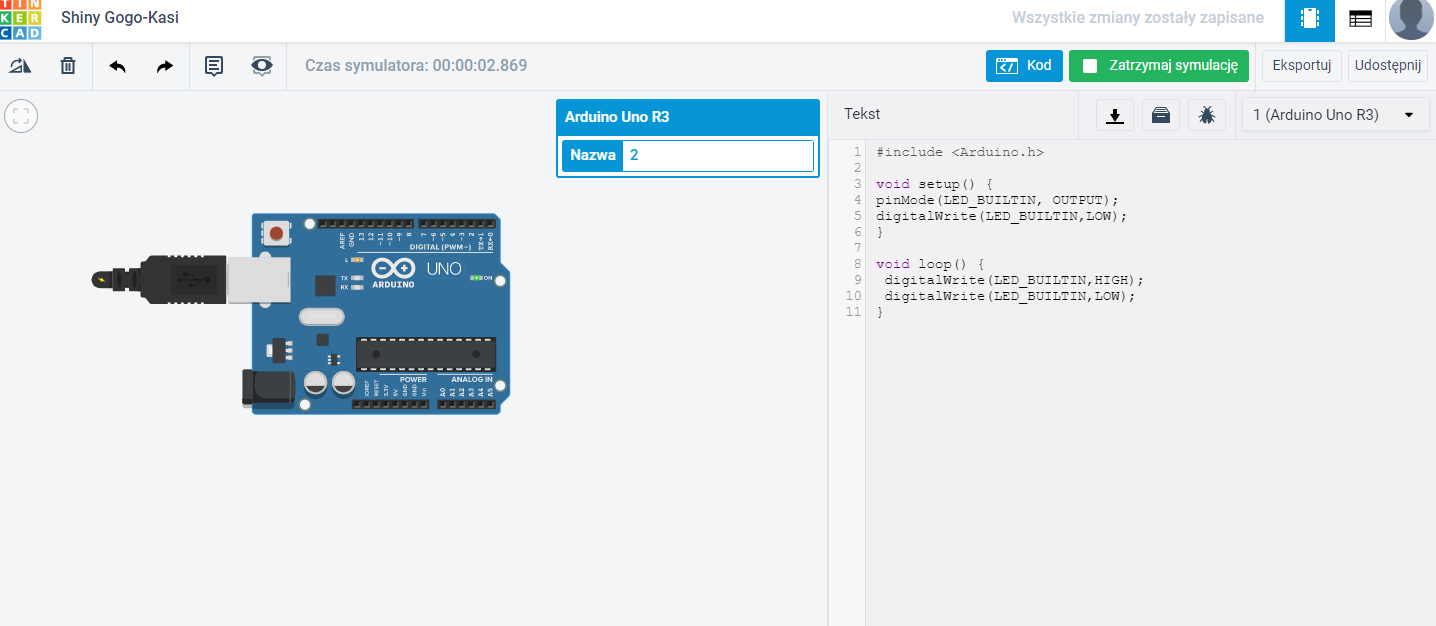 TIN
KER
CAD
Shiny Gogo-Kasi
Wszystkie zmiany zostały zapisane
Czas symulatora: 00:00:02.869
Kod
Zatrzymaj symulację
Eksportuj
Udostępnij
Arduino Uno R3
Nazwa 2
Tekst
1 (Arduino Uno R3)
1 #include <Arduino.h>
2
3 void setup() {
4 pinMode(LED_BUILTIN, OUTPUT);
5 digitalWrite(LED_BUILTIN,LOW);
6 }
7
8 void loop() {
9 digitalWrite(LED_BUILTIN,HIGH);
10 digitalWrite(LED_BUILTIN,LOW);
11 }
AREF
GND
13
12
~11
~10
~9
8
7
~6
~5
4
~3
2
TX→1
RX←0
DIGITAL (PWM~)
L
TX
RX
UNO
ARDUINO
ON
POWER
ANALOG IN
IOREF
RESET
3.3V
5V
GND
GND
Vin
A0
A1
A2
A3
A4
A5